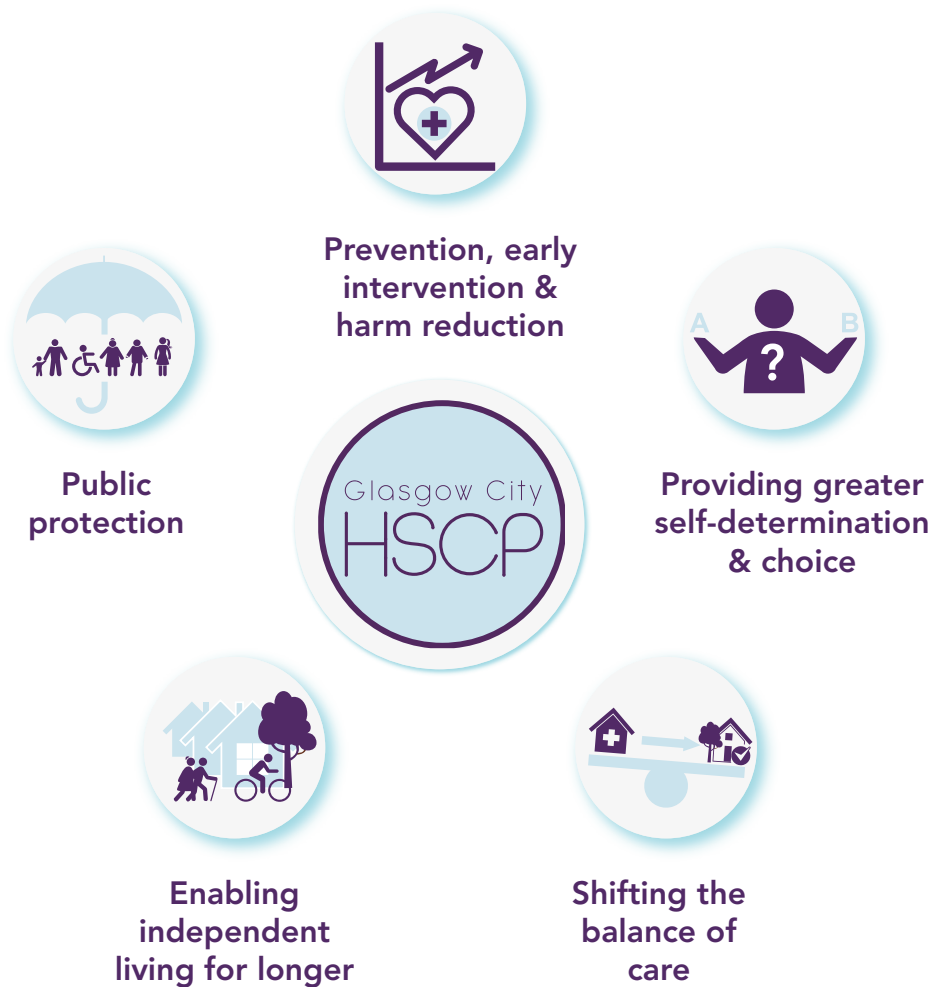 Prevention, early
intervention &
harm reduction
A
B
?
Public
protection
Glasgow City
HSCP
Providing greater
self-determination
& choice
Enabling
independent
living for longer
Shifting the
balance of
care